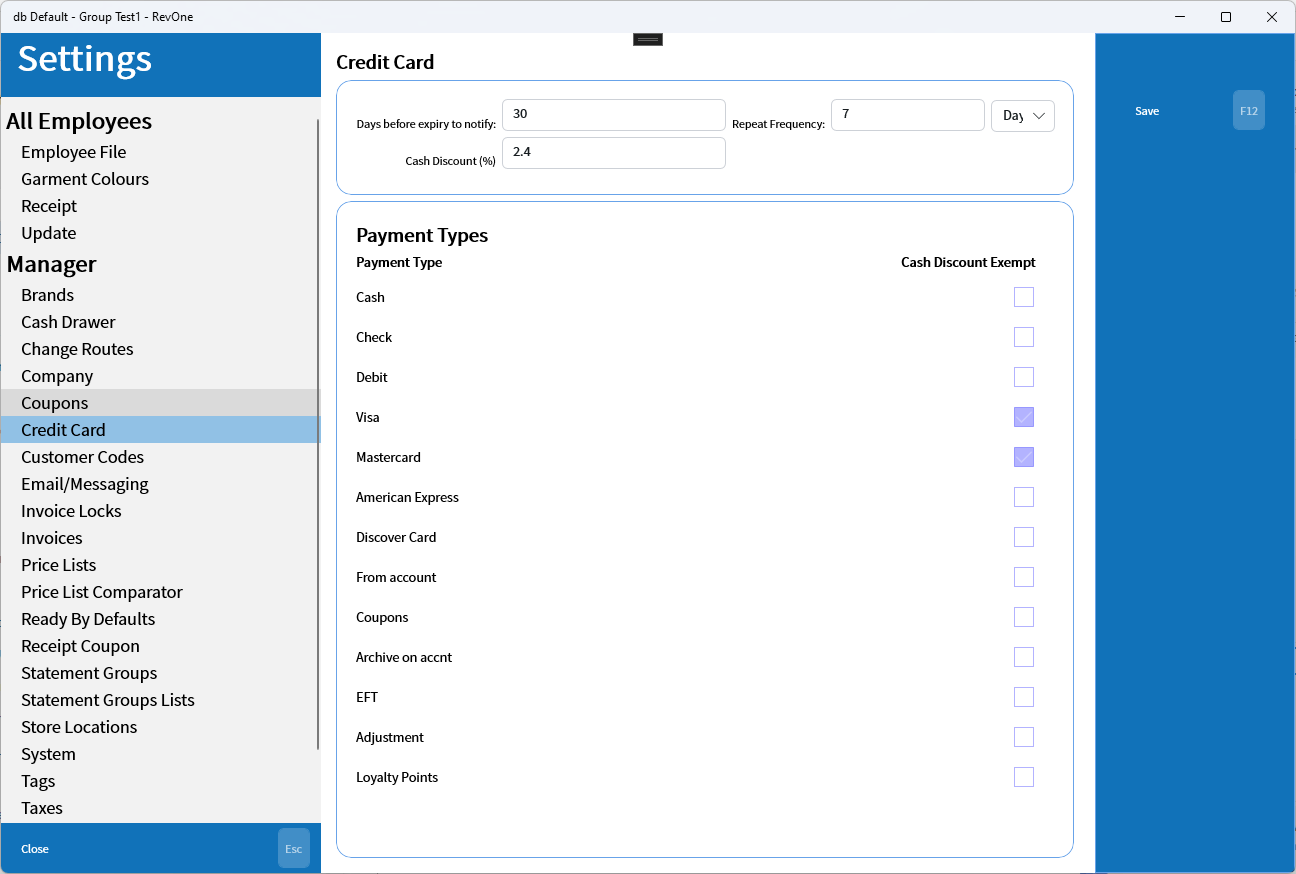 db Default - Group Test1 - RevOne
Settings
All Employees
Employee File
Garment Colours
Receipt
Update
Manager
Brands
Cash Drawer
Change Routes
Company
Coupons
Credit Card
Customer Codes
Email/Messaging
Invoice Locks
Invoices
Price Lists
Price List Comparator
Ready By Defaults
Receipt Coupon
Statement Groups
Statement Groups Lists
Store Locations
System
Tags
Taxes
Close Esc
Credit Card
Days before expiry to notify: 30 Repeat Frequency: 7 Day
Cash Discount (%) 2.4
Payment Types
Payment Type Cash Discount Exempt
Cash
Check
Debit
Visa
Mastercard
American Express
Discover Card
From account
Coupons
Archive on accnt
EFT
Adjustment
Loyalty Points
Save F12